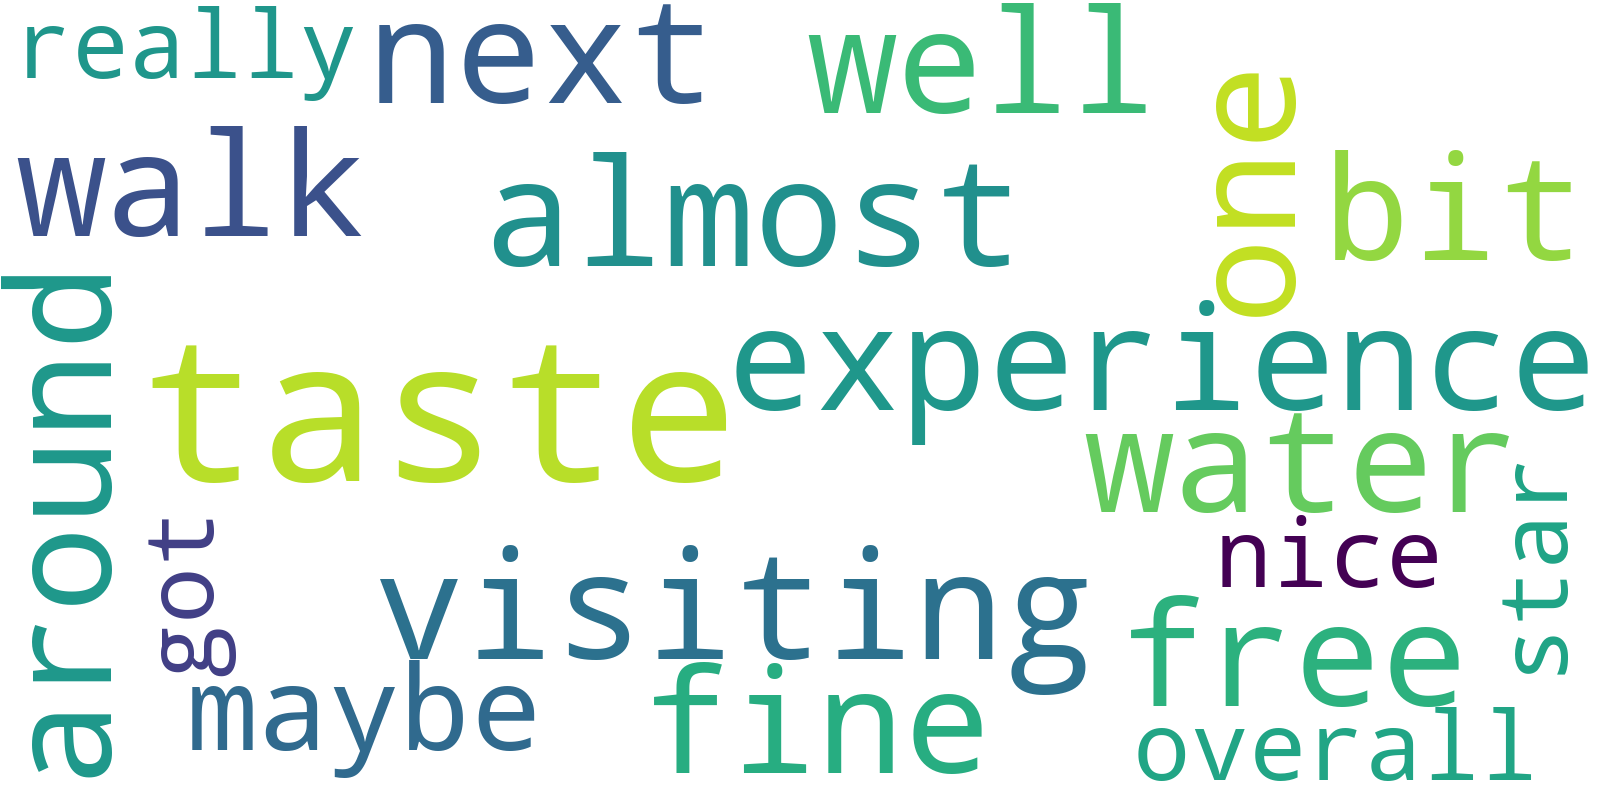 really
next
well
one
walk
almost
bit
around
taste
experience
water
star
got
visiting
nice
free
maybe
fine
overall